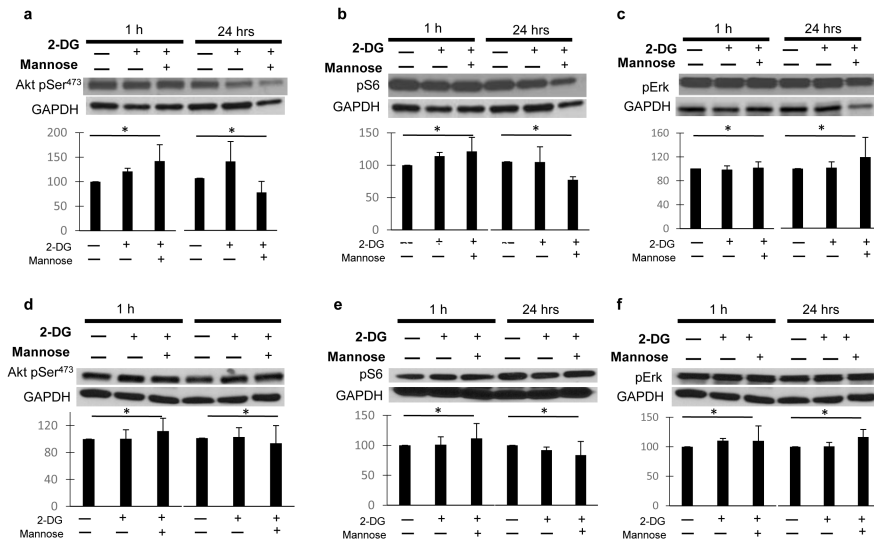 a
1 h 24 hrs
2-DG — + + — + +
Mannose — — + — — +
Akt pSer473
GAPDH
200
* *
150
100
50
0
2-DG — + + — + +
Mannose — — + — — +
b
1 h 24 hrs
2-DG — + + — + +
Mannose — — + — — +
pS6
GAPDH
150
* *
100
50
0
2-DG — + + — + +
Mannose — — + — — +
c
1 h 24 hrs
2-DG — + + — + +
Mannose — — + — — +
pErk
GAPDH
160
* *
120
80
40
0
2-DG — + + — + +
Mannose — — + — — +
d
1 h
2-DG — + + — + +
Mannose — — + — — +
Akt pSer473
GAPDH
120
* *
80
40
0
2-DG — + + — + +
Mannose — — + — — +
e
1 h 24 hrs
2-DG — + + — + +
Mannose — — + — — +
pS6
GAPDH
150
* *
100
50
0
2-DG — + + — + +
Mannose — — + — — +
f
1 h 24 hrs
2-DG — + + — + +
Mannose — — + — — +
pErk
GAPDH
150
* *
100
50
0
2-DG — + + — + +
Mannose — — + — — +